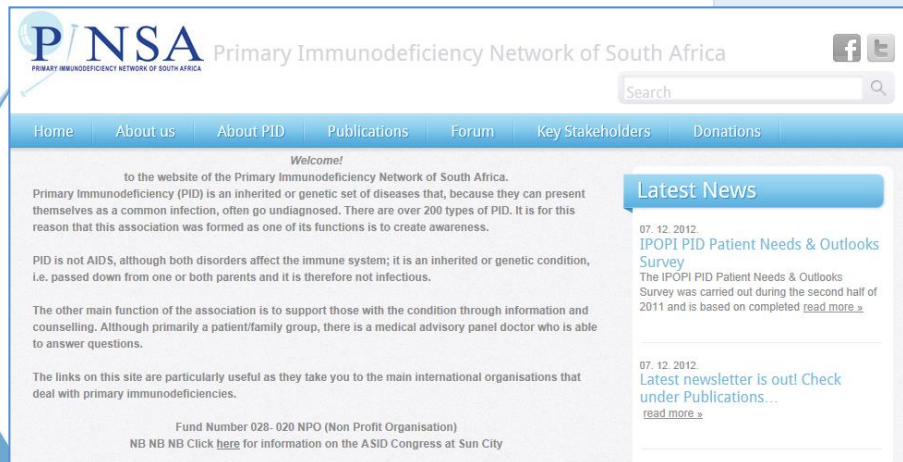 PiNSA
PRIMARY IMMUNODEFICIENCY NETWORK OF SOUTH AFRICA
Primary Immunodeficiency Network of South Africa
f t
Search
Home About us About PID Publications Forum Key Stakeholders Donations
Welcome!
to the website of the Primary Immunodeficiency Network of South Africa.
Primary Immunodeficiency (PID) is an inherited or genetic set of diseases that, because they can present
themselves as a common infection, often go undiagnosed. There are over 200 types of PID. It is for this
reason that this association was formed as one of its functions is to create awareness.
PID is not AIDS, although both disorders affect the immune system; it is an inherited or genetic condition,
i.e. passed down from one or both parents and it is therefore not infectious.
The other main function of the association is to support those with the condition through information and
counselling. Although primarily a patient/family group, there is a medical advisory panel doctor who is able
to answer questions.
The links on this site are particularly useful as they take you to the main international organisations that
deal with primary immunodeficiencies.
Fund Number 028- 020 NPO (Non Profit Organisation)
NB NB NB Click here for information on the ASID Congress at Sun City
Latest News
07. 12. 2012.
IPOPI PID Patient Needs & Outlooks
Survey
The IPOPI PID Patient Needs & Outlooks
Survey was carried out during the second half of
2011 and is based on completed read more »
07. 12. 2012.
Latest newsletter is out! Check
under Publications…
read more »